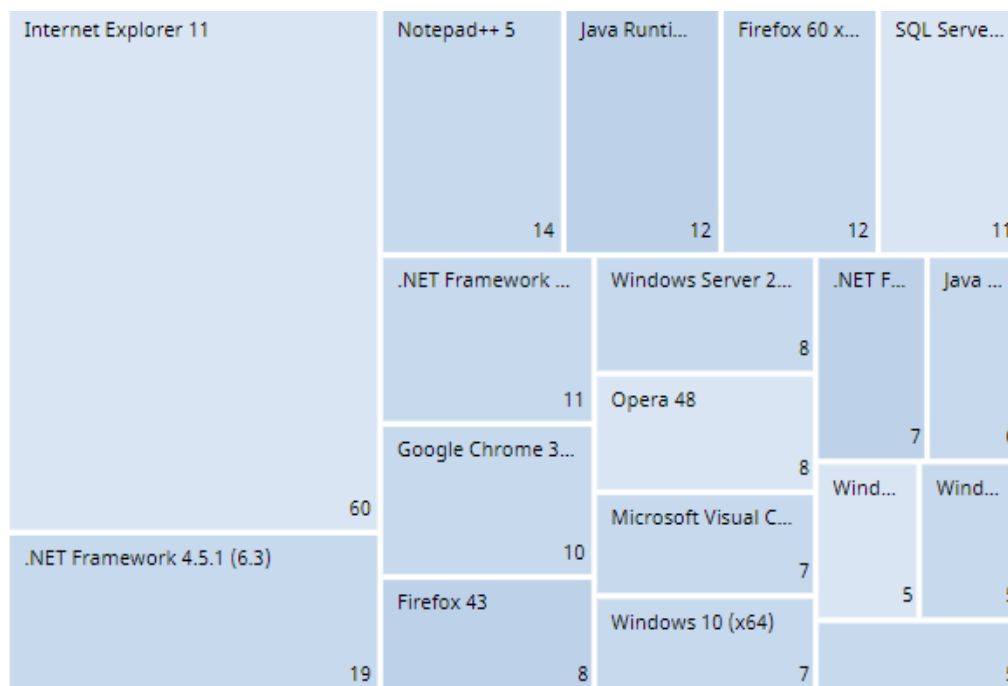 Internet Explorer 11
60
.NET Framework 4.5.1 (6.3)
19
Notepad++ 5
14
Java Runti...
12
Firefox 60 x...
12
SQL Serve...
11
.NET Framework ...
11
Google Chrome 3...
10
Firefox 43
8
Windows Server 2...
8
Opera 48
8
Microsoft Visual C...
7
Windows 10 (x64)
7
.NET F...
7
Java ...
Wind...
5
Wind...